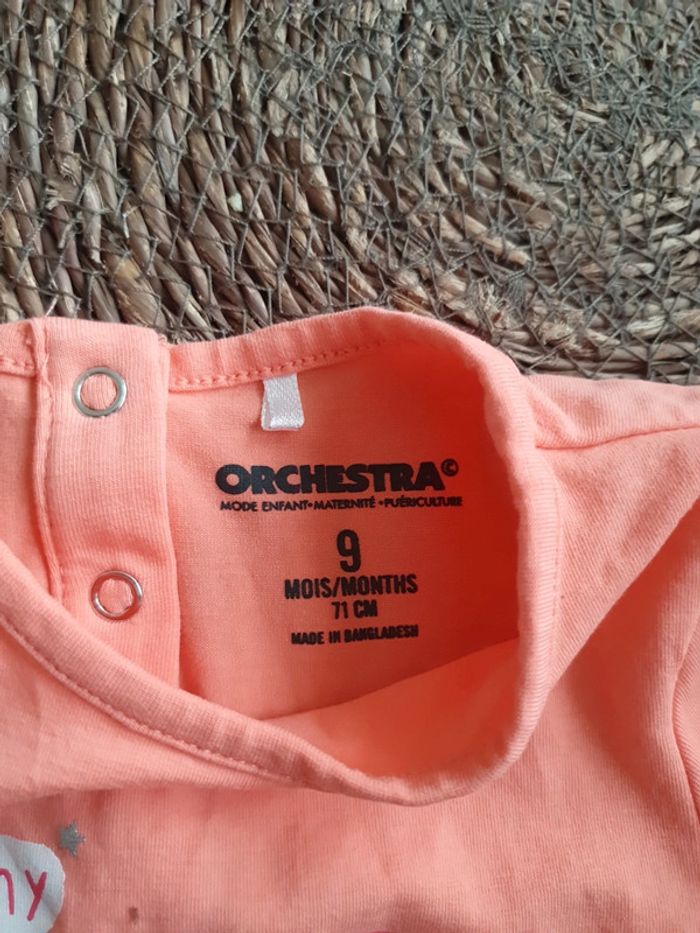 ORCHESTRA©
MODE ENFANT•MATERNITÉ•PUÉRICULTURE
9
MOIS/MONTHS
71 CM
MADE IN BANGLADESH